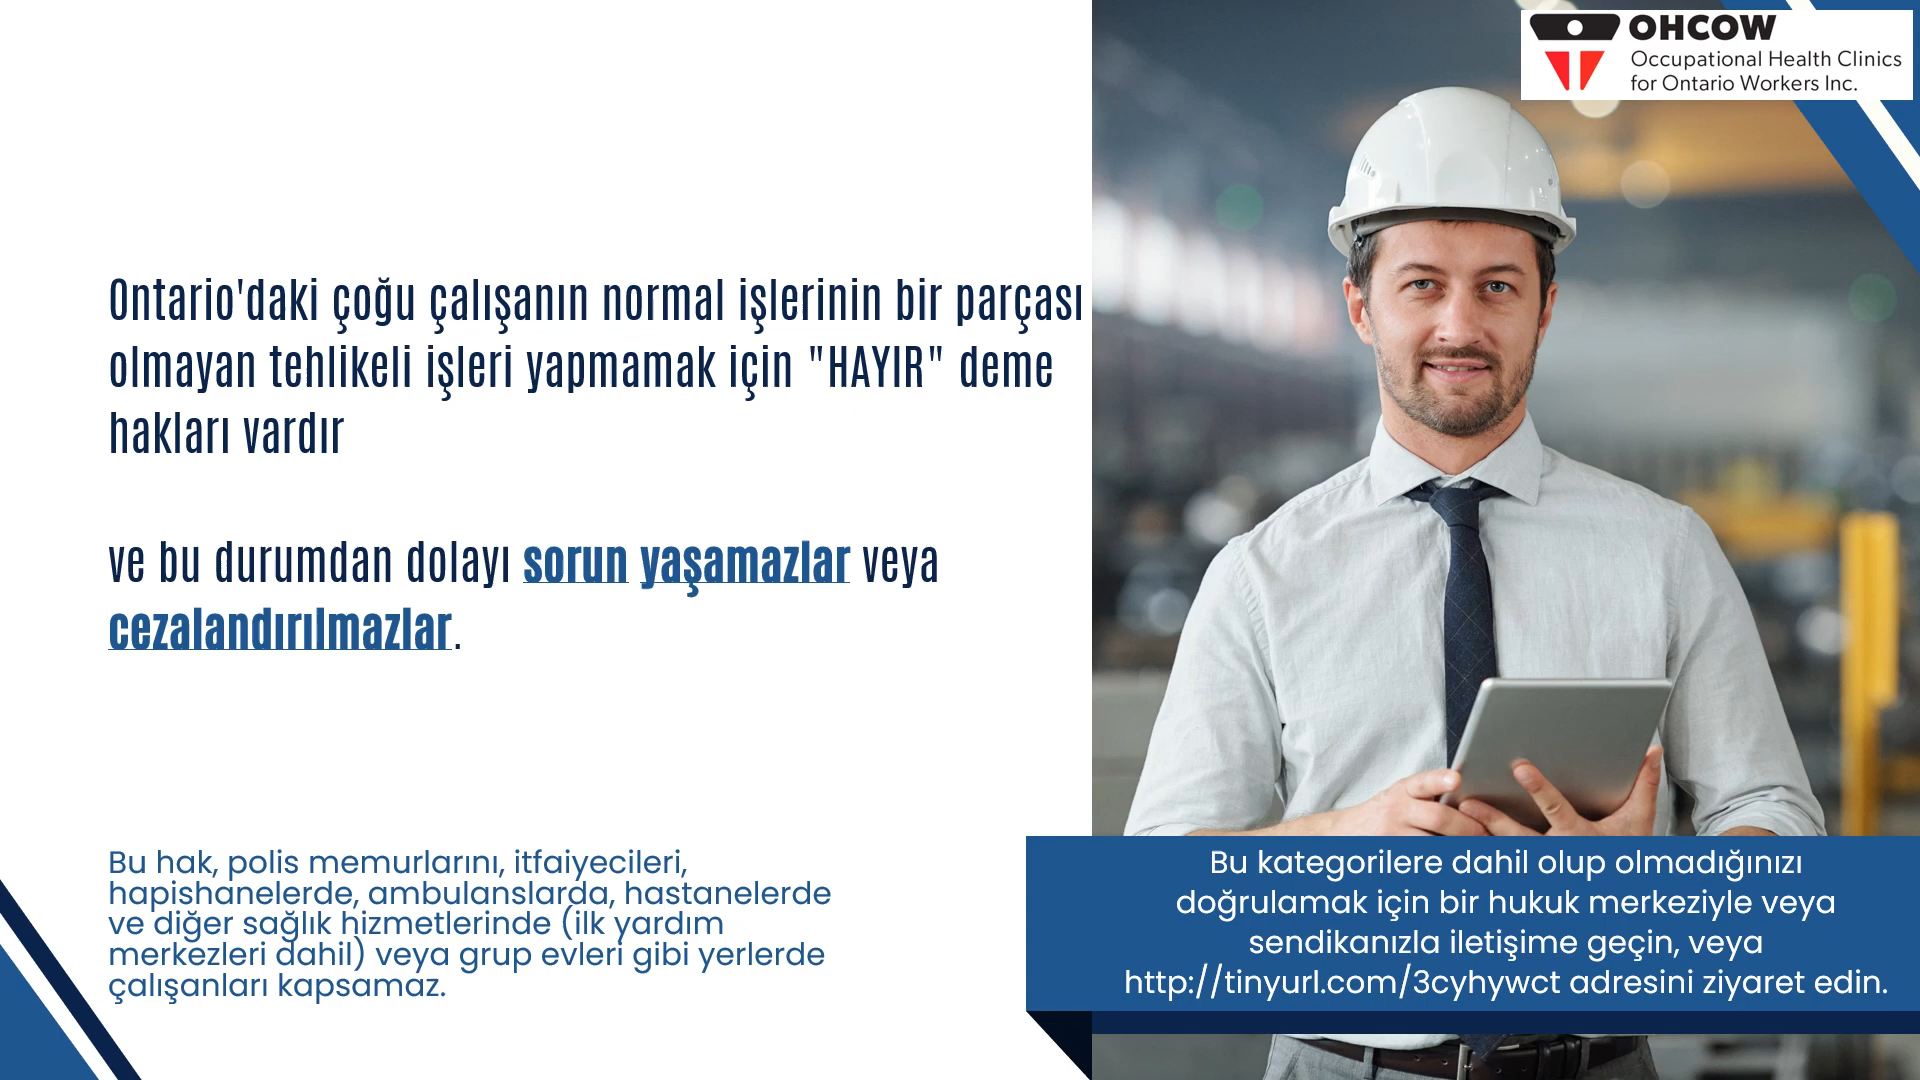 OHCOW
Occupational Health Clinics
for Ontario Workers Inc.
Ontario'daki çoğu çalışanın normal işlerinin bir parçası
olmayan tehlikeli işleri yapmamak için "HAYIR" deme
hakları vardır
ve bu durumdan dolayı sorun yaşamazlar veya
cezalandırılmazlar.
Bu hak, polis memurlarını, itfaiyecileri,
hapishanelerde, ambulanslarda, hastanelerde
ve diğer sağlık hizmetlerinde (ilk yardım
merkezleri dahil) veya grup evleri gibi yerlerde
çalışanları kapsamaz.
Bu kategorilere dahil olup olmadığınızı
doğrulamak için bir hukuk merkeziyle veya
sendikanızla iletişime geçin, veya
http://tinyurl.com/3cyhywct adresini ziyaret edin.